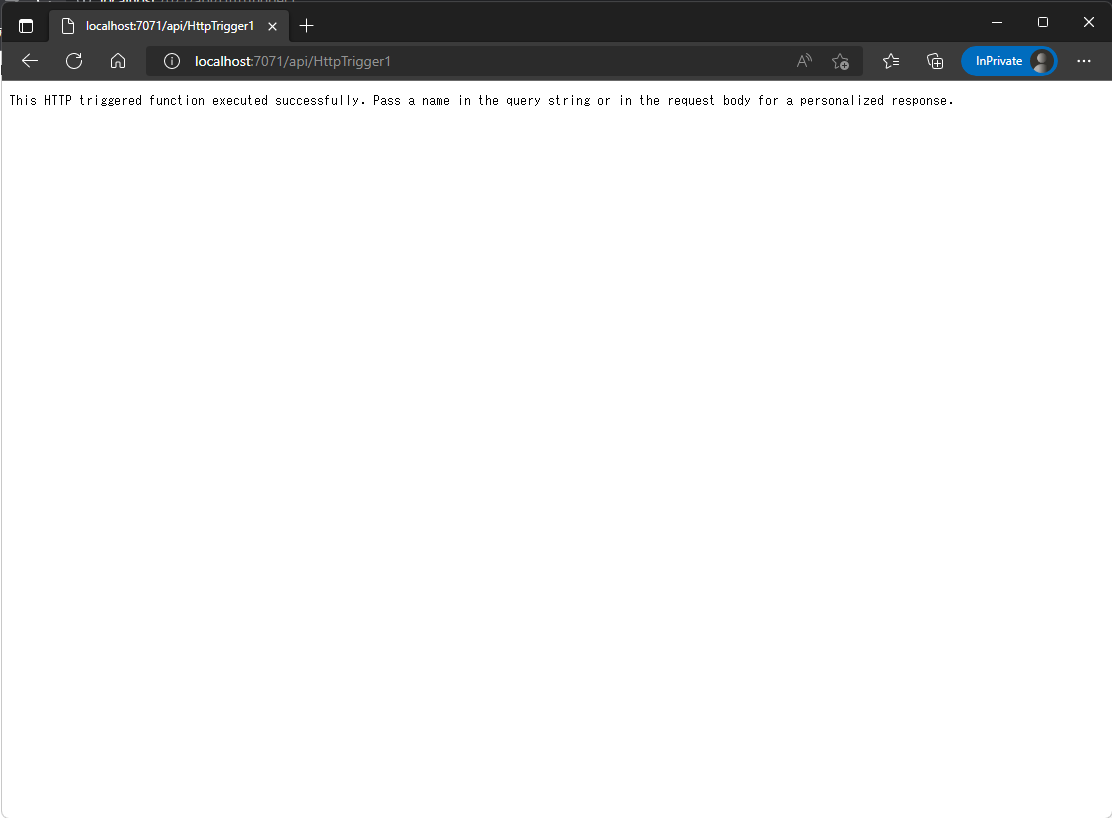 localhost:7071/api/HttpTrigger1
localhost:7071/api/HttpTrigger1
InPrivate
This HTTP triggered function executed successfully. Pass a name in the query string or in the request body for a personalized response.